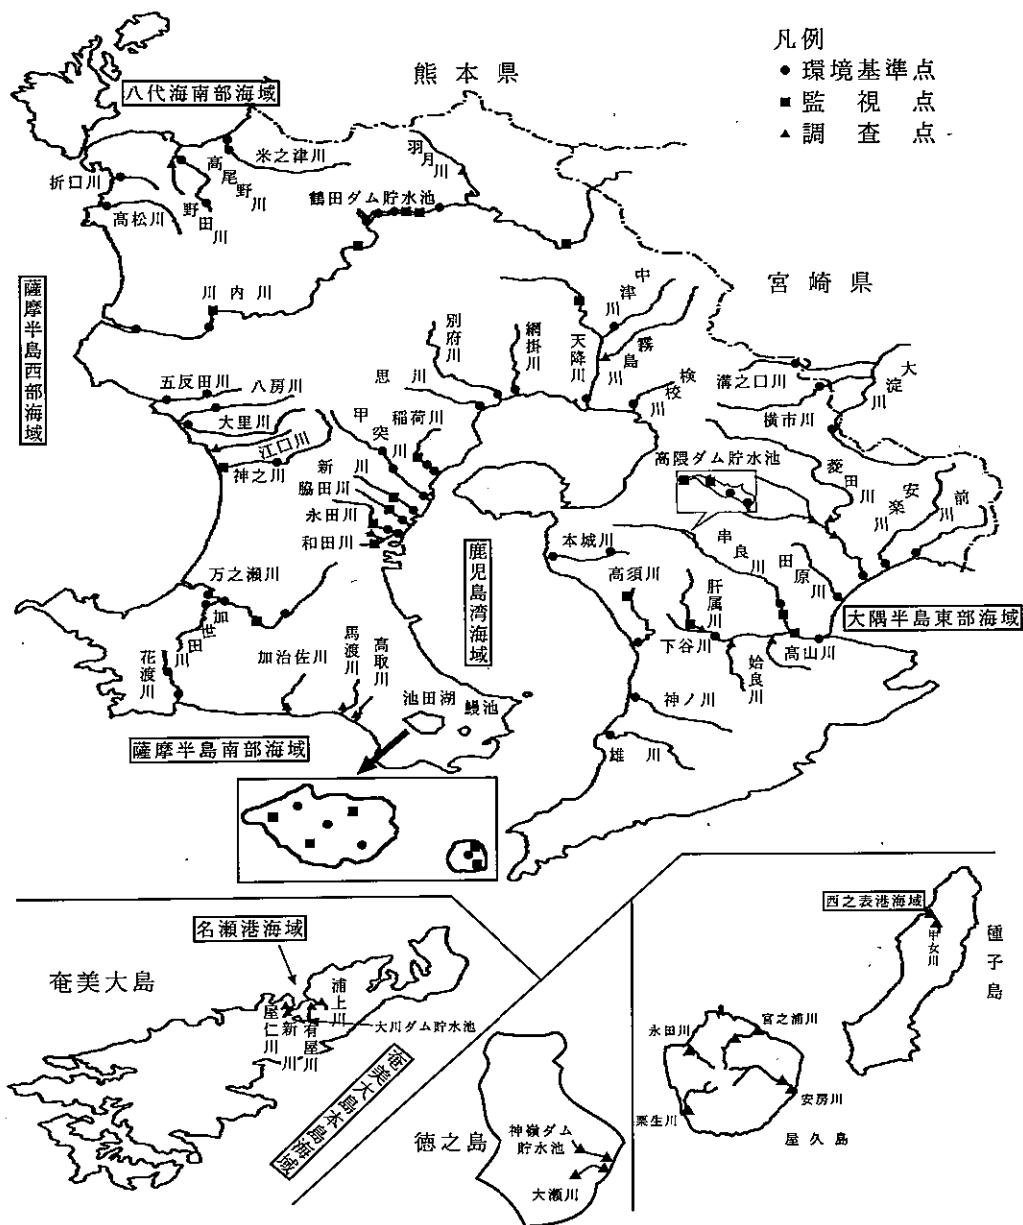 凡例
● 環境基準点
■ 監視点
▲ 調査点
熊本県
八代海南部海域
米之津川
高尾野川
野田川
折口川
高松川
羽月川
鶴田ダム貯水池
宮崎県
薩摩半島西部海域
川内川
中津川
霧島川
天降川
網掛川
別府川
思川
検校川
溝之口川
大淀川
横市川
五反田川
八房川
大里川
江口川
神之川
甲突川
稲荷川
新川
脇田川
永田川
和田川
高隈ダム貯水池
菱田川
安楽川
前川
鹿児島湾海域
本城川
高須川
串良川
田原川
肝属川
大隅半島東部海域
下谷川
姶良川
高山川
神ノ川
雄川
万之瀬川
加世田川
花渡川
加治佐川
馬渡川
高取川
池田湖
鰻池
薩摩半島南部海域
名瀬港海域
奄美大島
浦上川
屋仁川
新川
有屋川
大川ダム貯水池
奄美大島本島海域
徳之島
神嶺ダム
貯水池
大瀬川
西之表港海域
甲女川
種子島
永田川
宮之浦川
安房川
栗生川
屋久島